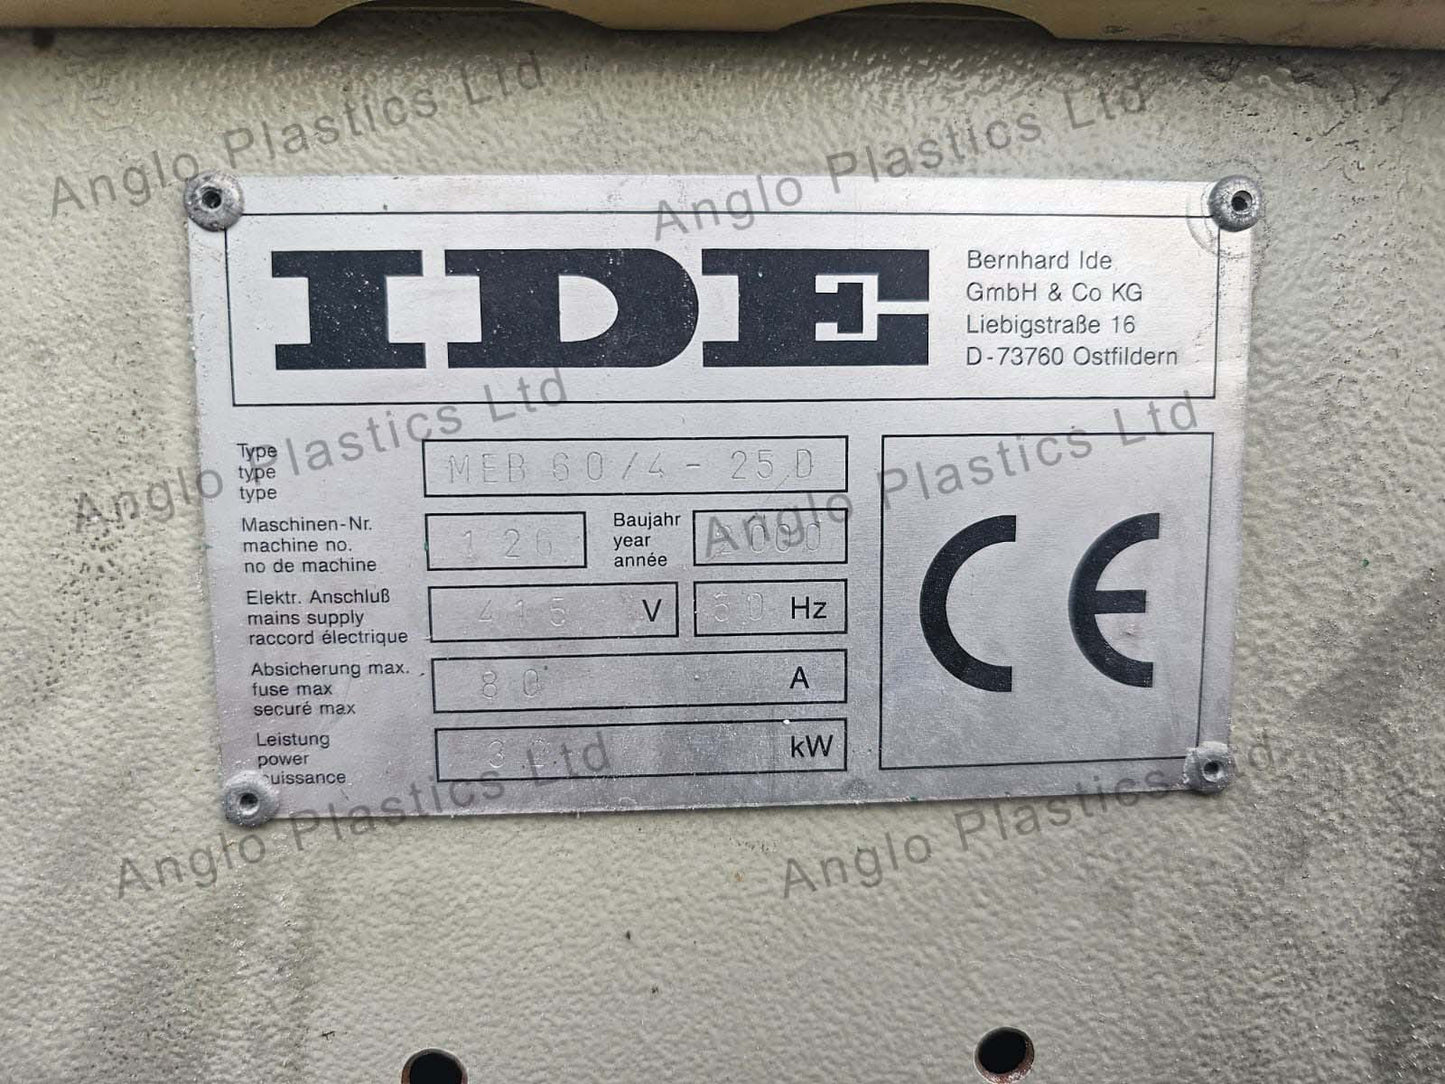 Anglo Plastics Ltd
Anglo Plastics Ltd
IDE
Bernhard Ide
GmbH & Co KG
Liebigstraße 16
D-73760 Ostfildern
Type
type
type
MEB 60/4 - 25 D
Maschinen-Nr.
machine no.
no de machine
126
Baujahr
year
année
2000
Elektr. Anschluß
mains supply
raccord électrique
415 V
50 Hz
Absicherung max.
fuse max
securé max
80 A
Leistung
power
puissance
kW
CE
Anglo Plastics Ltd
Anglo Plastics Ltd
Anglo Plastics Ltd
Anglo Plastics Ltd